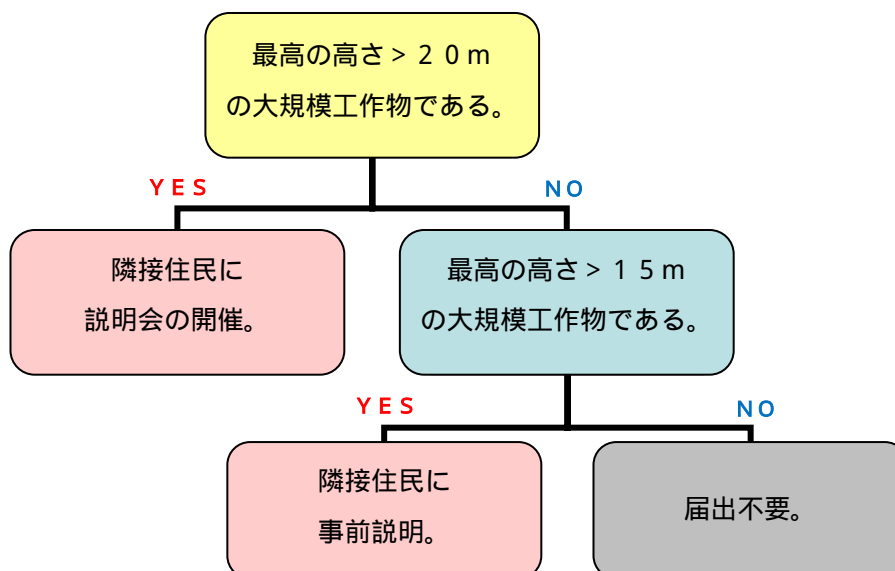 最高の高さ>20m
の大規模工作物である。
YES
NO
隣接住民に
説明会の開催。
最高の高さ>15m
の大規模工作物である。
YES
NO
隣接住民に
事前説明。
届出不要。